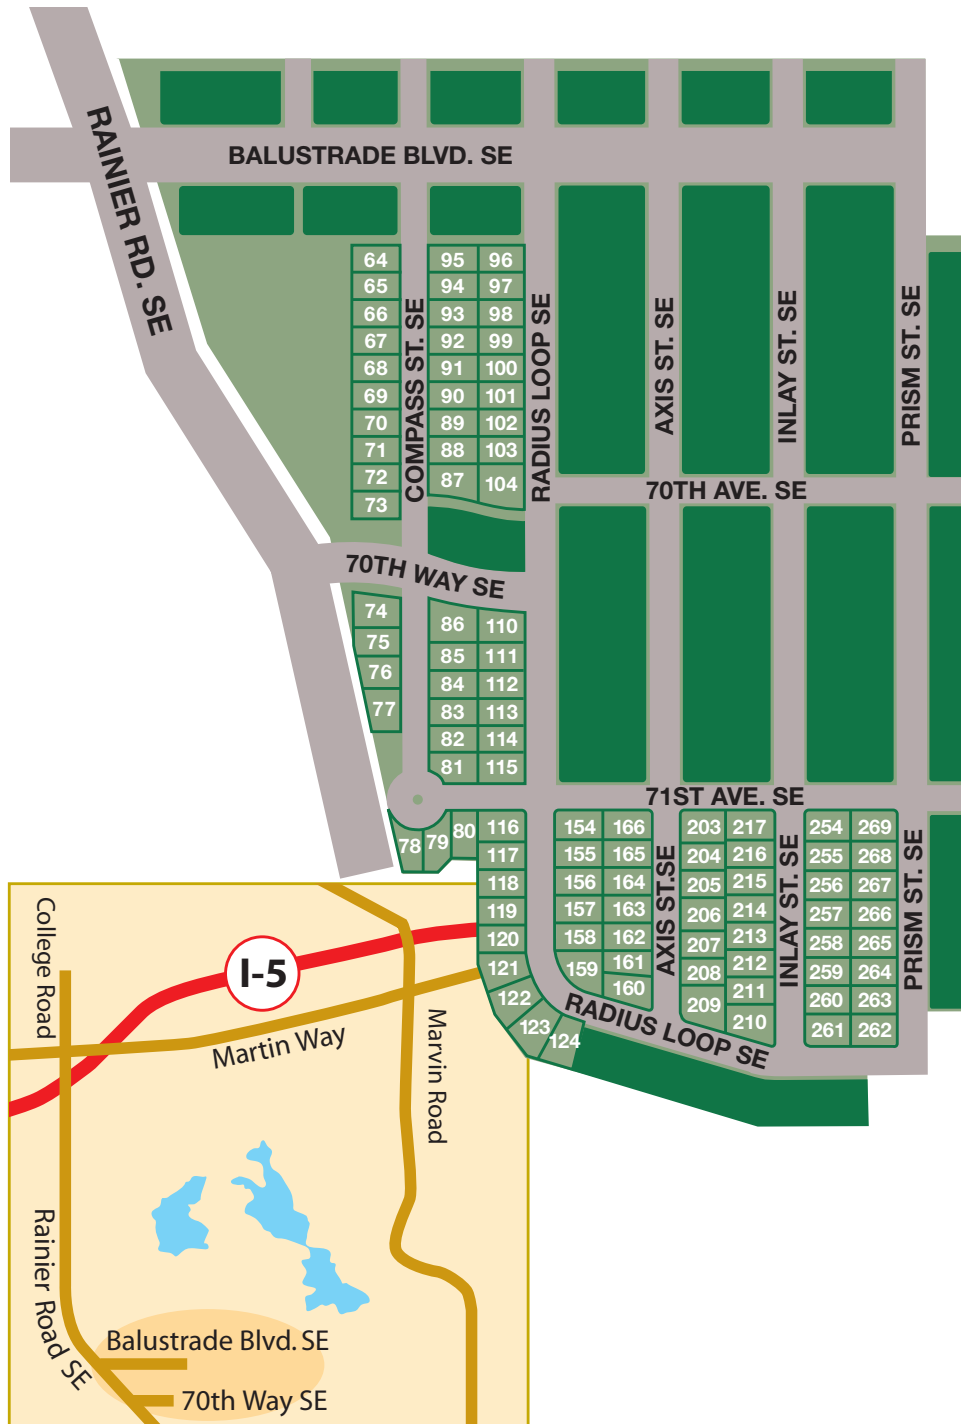 RAINIER RD. SE
BALUSTRADE BLVD. SE
COMPASS ST. SE
RADIUS LOOP SE
AXIS ST. SE
INLAY ST. SE
PRISM ST. SE
64 95 96
65 94 97
66 93 98
67 92 99
68 91 100
69 90 101
70 89 102
71 88 103
72 87 104
73
70TH AVE. SE
70TH WAY SE
74 86 110
75 85 111
76 84 112
77 83 113
82 114
81 115
71ST AVE. SE
78 79 80 116
117
118
119
120
121
122
123
124
154 166 203 217 254 269
155 165 204 216 255 268
156 164 205 215 256 267
157 163 206 214 257 266
158 162 207 213 258 265
159 161 208 212 259 264
160 209 211 260 263
210 261 262
AXIS ST.SE
INLAY ST. SE
PRISM ST. SE
RADIUS LOOP SE
College Road
I-5
Martin Way
Marvin Road
Rainier Road SE
Balustrade Blvd. SE
70th Way SE